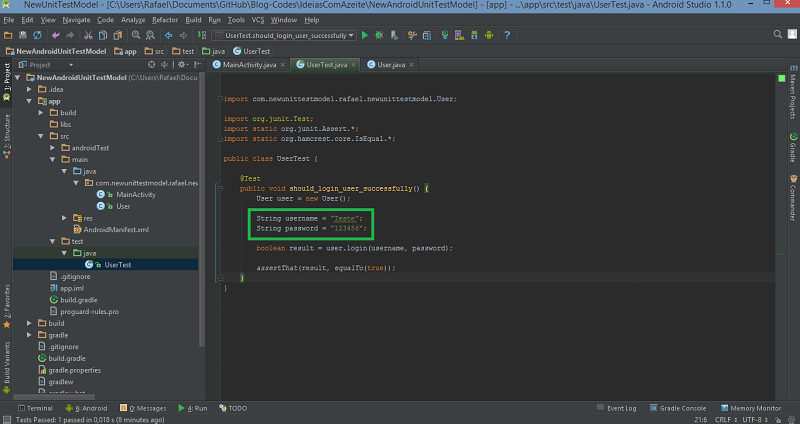 NewUnitTestModel - [C:\Users\Rafael\Documents\GitHub\Blog-Codes\IdeiasComAzeite\NewAndroidUnitTestModel] - [app] - ...\app\src\test\java\UserTest.java - Android Studio 1.1.0
File Edit View Navigate Code Analyze Refactor Build Run Tools VCS Window Help
UserTest.should_login_user_successfully
NewAndroidUnitTestModel app src test java UserTest
Project
MainActivity.java UserTest.java User.java
NewAndroidUnitTestModel (C:\Users\Rafael\Docu
.idea
app
build
libs
src
androidTest
main
java
com.newunittestmodel.rafael.new
MainActivity
User
res
AndroidManifest.xml
test
java
UserTest
.gitignore
app.iml
build.gradle
proguard-rules.pro
build
gradle
.gitignore
build.gradle
gradle.properties
gradlew
gradlew.bat
import com.newunittestmodel.rafael.newunittestmodel.User;
import org.junit.Test;
import static org.junit.Assert.*;
import static org.hamcrest.core.IsEqual.*;
public class UserTest {
@Test
public void should_login_user_successfully() {
User user = new User();
String username = "Teste";
String password = "123456";
boolean result = user.login(username, password);
assertThat(result, equalTo(true));
}
}
1: Project
7: Structure
2: Favorites
Build Variants
Maven Projects
Gradle
Commander
Terminal 6: Android 0: Messages 4: Run TODO Event Log Gradle Console Memory Monitor
Tests Passed: 1 passed in 0,018 s (8 minutes ago) 21:6 CRLF UTF-8